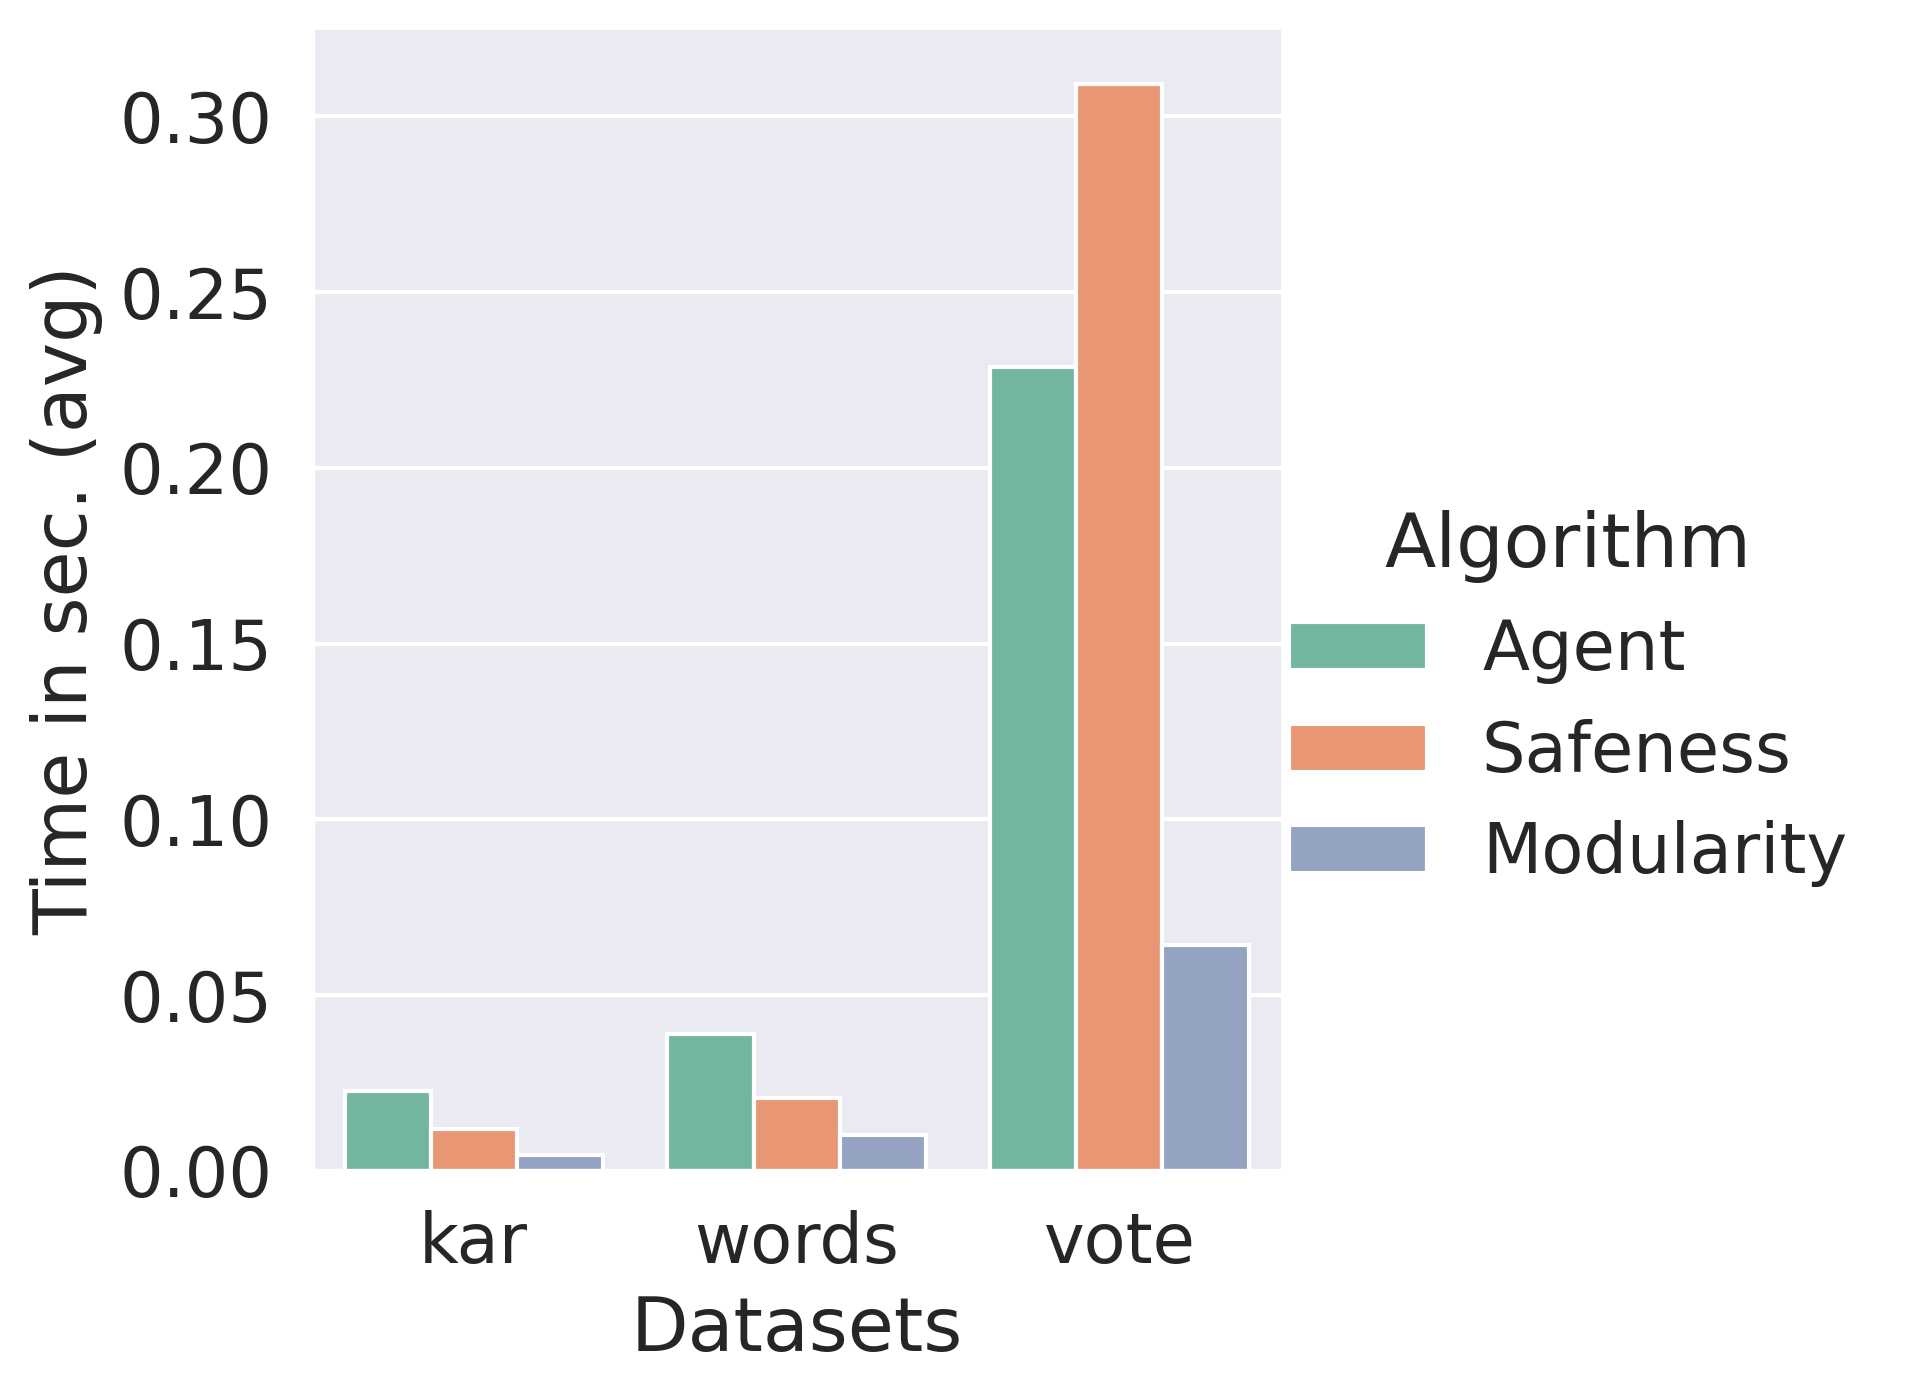 Time in sec. (avg)
0.30
0.25
0.20
0.15
0.10
0.05
0.00
kar
words
vote
Datasets
Algorithm
Agent
Safeness
Modularity